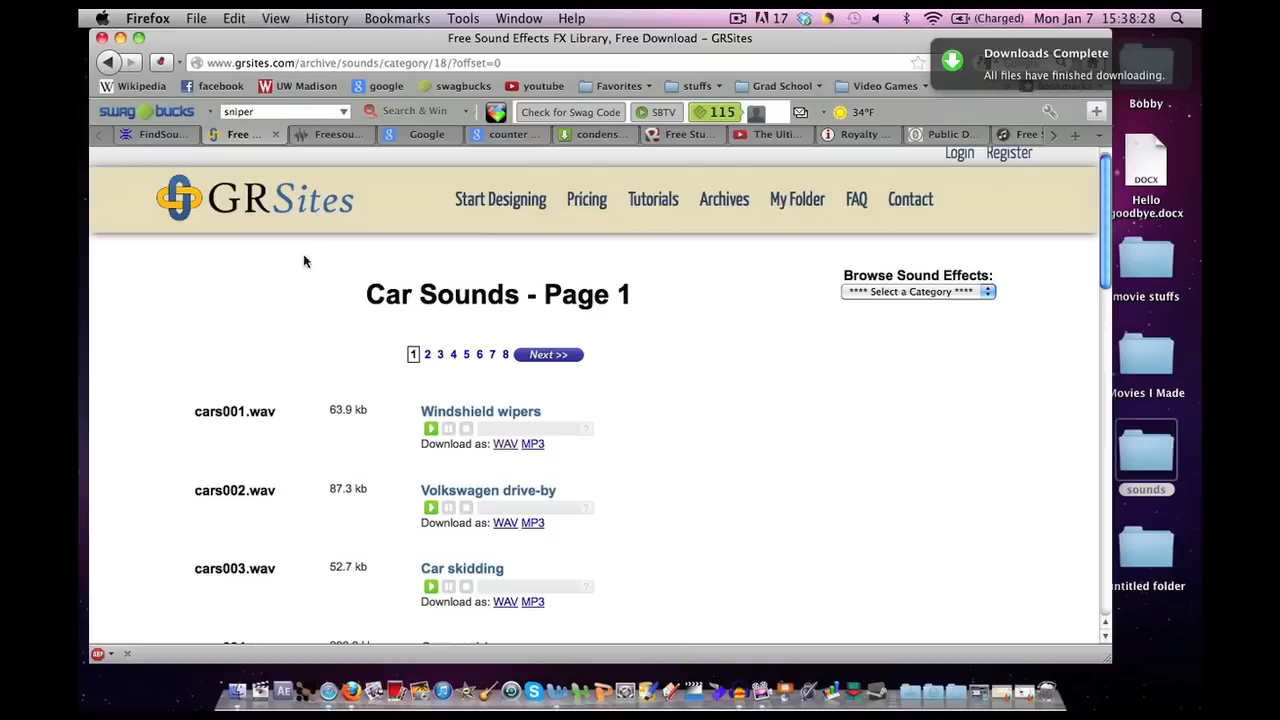 Firefox File Edit View History Bookmarks Tools Window Help 17 (Charged) Mon Jan 7 15:38:28
Free Sound Effects FX Library, Free Download – GRSites
www.grsites.com/archive/sounds/category/18/?offset=0
Downloads Complete
All files have finished downloading.
Wikipedia facebook UW Madison google swagbucks youtube Favorites stuffs Grad School Video Games
swag bucks sniper Search & Win Check for Swag Code SBTV 115 34°F
FindSou... Free ... Freesou... Google counter ... condens... Free Stu... The Ulti... Royalty ... Public D... Free
Login Register
GRSites Start Designing Pricing Tutorials Archives My Folder FAQ Contact
Car Sounds - Page 1
Browse Sound Effects:
**** Select a Category ****
1 2 3 4 5 6 7 8 Next >>
cars001.wav 63.9 kb Windshield wipers
?
Download as: WAV MP3
cars002.wav 87.3 kb Volkswagen drive-by
?
Download as: WAV MP3
cars003.wav 52.7 kb Car skidding
?
Download as: WAV MP3
ABP
Bobby
DOCX
Hello
goodbye.docx
movie stuffs
Movies I Made
sounds
untitled folder
AE